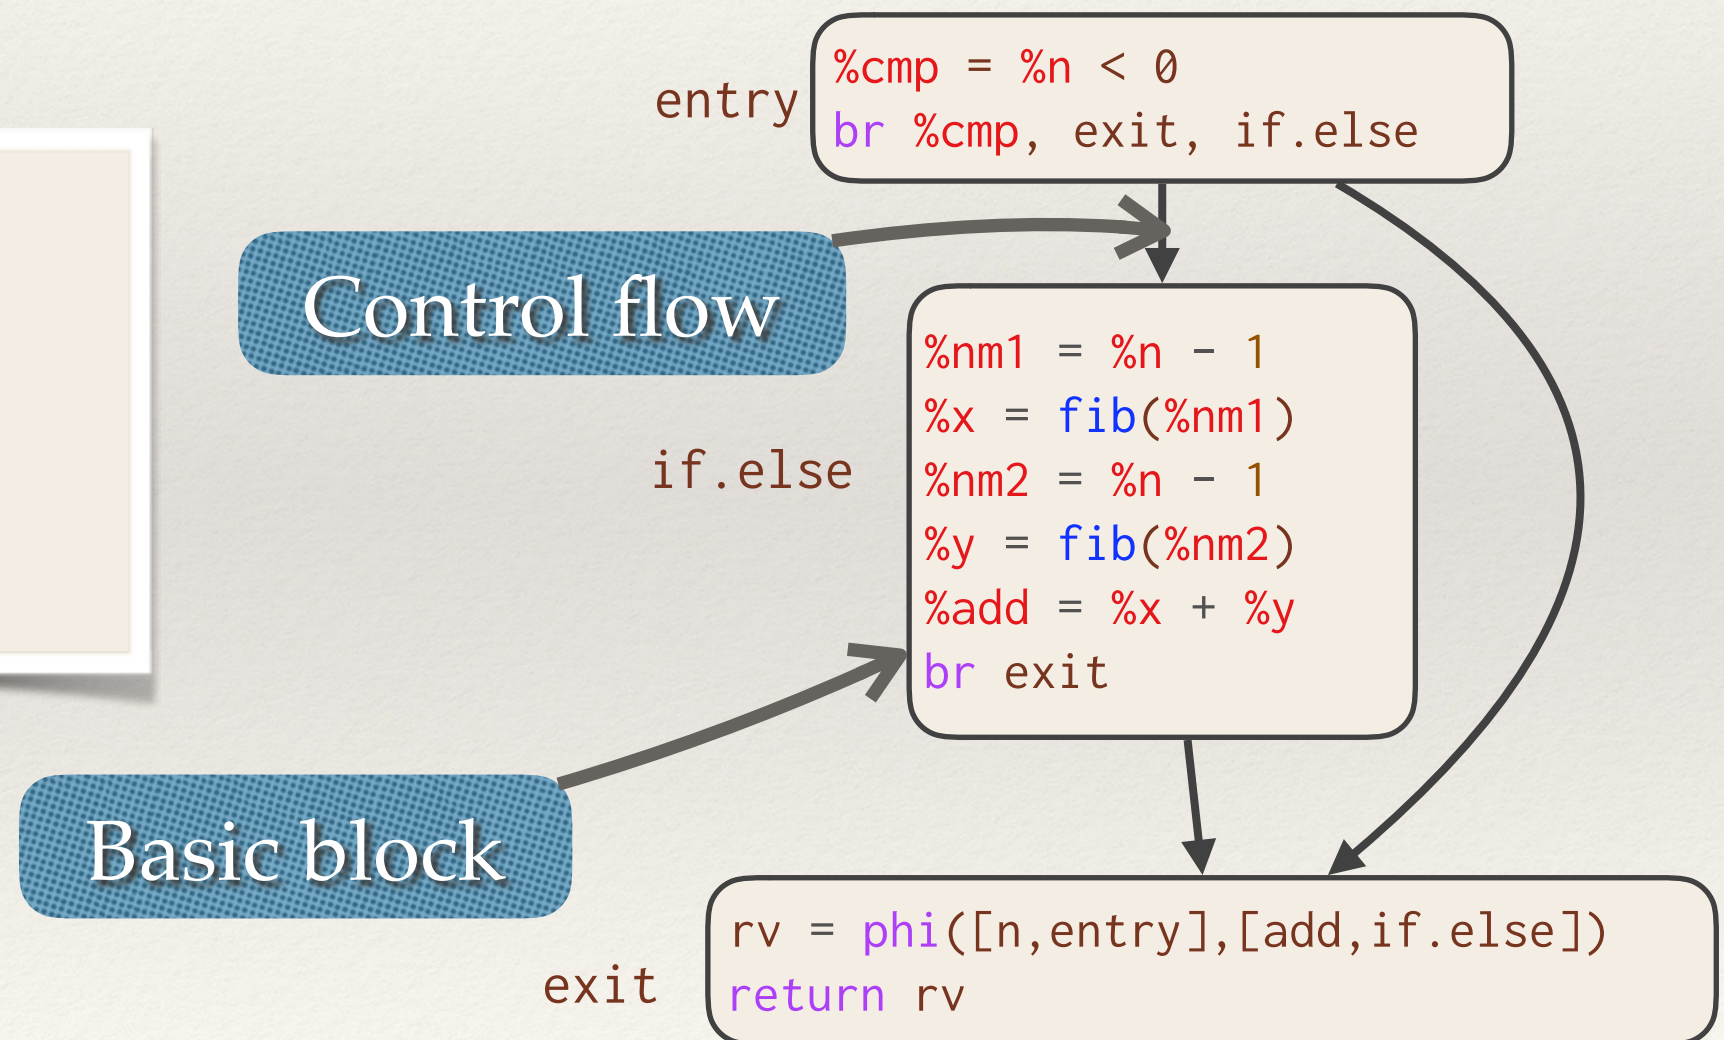 entry
%cmp = %n < 0
br %cmp, exit, if.else
Control flow
if.else
%nm1 = %n - 1
%x = fib(%nm1)
%nm2 = %n - 1
%y = fib(%nm2)
%add = %x + %y
br exit
Basic block
exit
rv = phi([n,entry],[add,if.else])
return rv